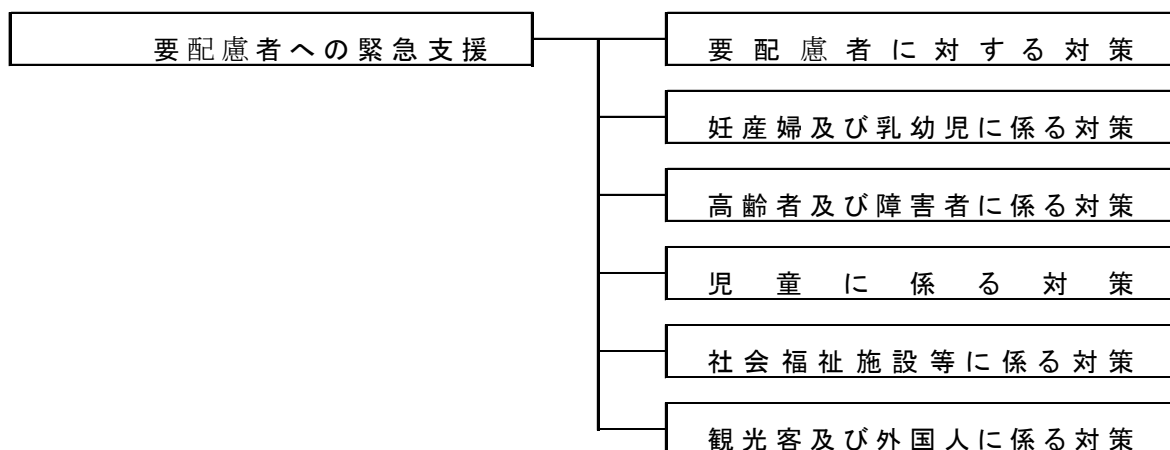 要配慮者への緊急支援
要配慮者に対する対策
妊産婦及び乳幼児に係る対策
高齢者及び障害者に係る対策
児童に係る対策
社会福祉施設等に係る対策
観光客及び外国人に係る対策